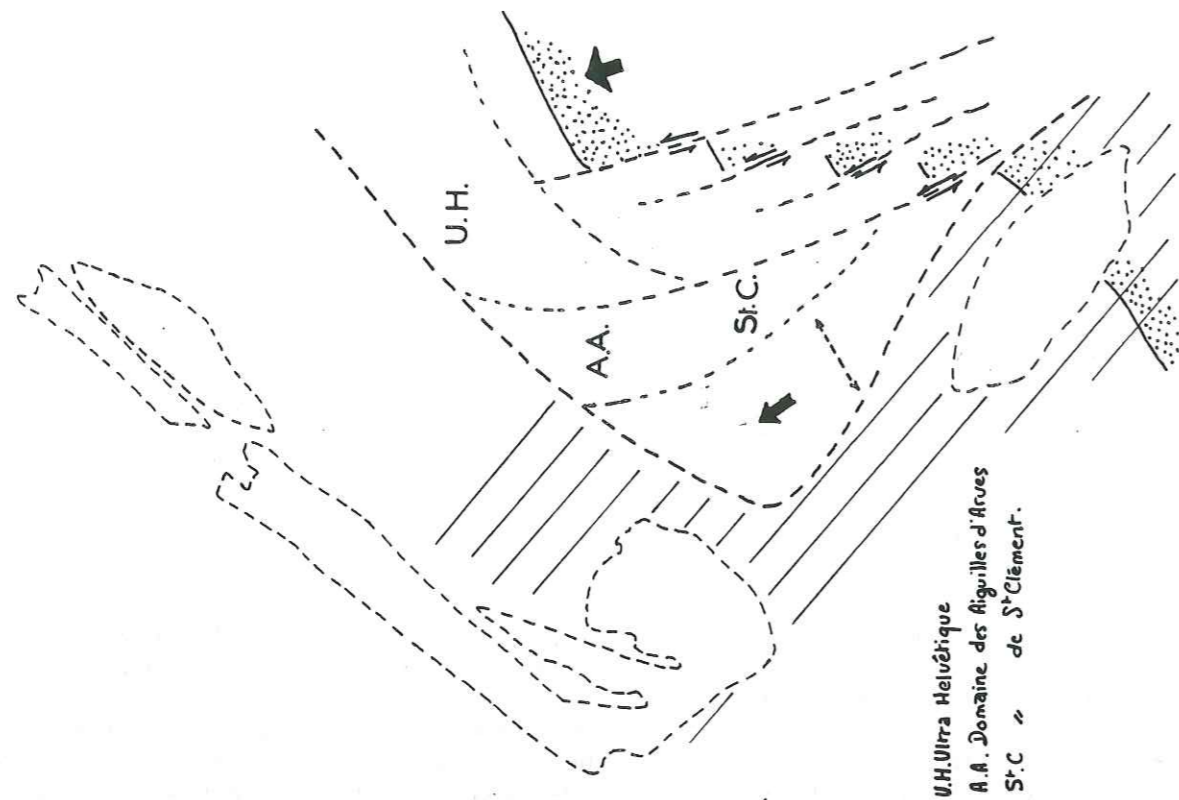 U.H.
A.A.
St.C.
U.H. Ultra Helvétique
A.A. Domaine des Aiguilles d'Arves
St.C " de St Clément.